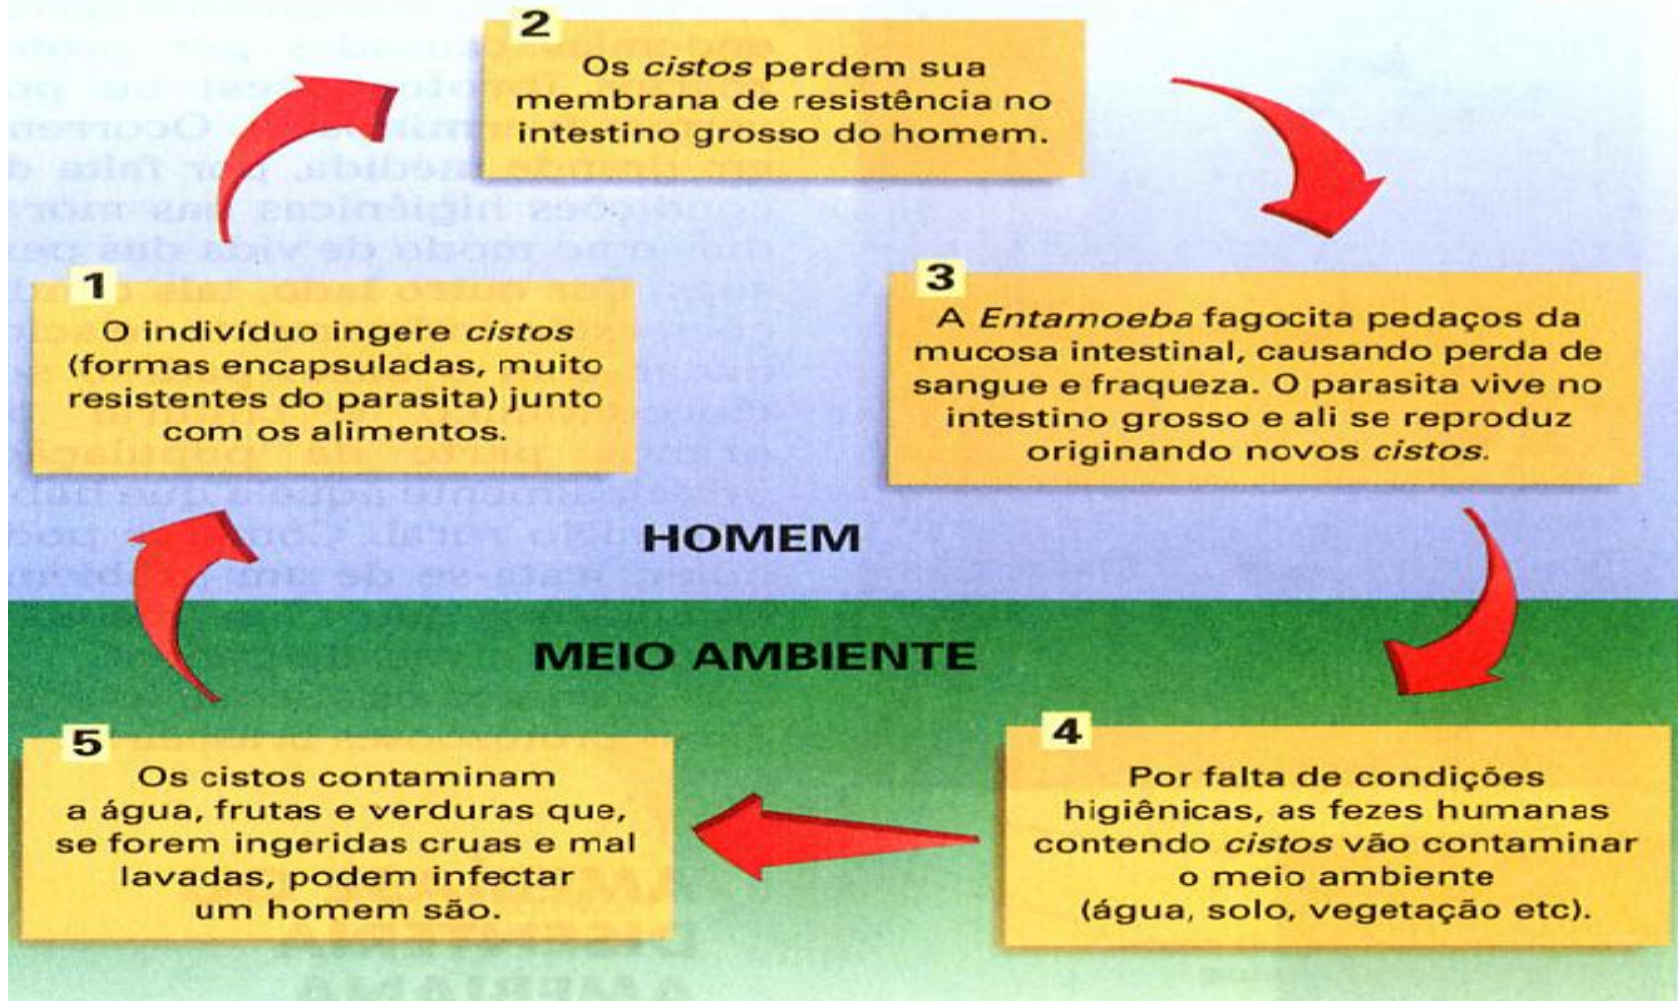 1
O indivíduo ingere cistos
(formas encapsuladas, muito
resistentes do parasita) junto
com os alimentos.
2
Os cistos perdem sua
membrana de resistência no
intestino grosso do homem.
3
A Entamoeba fagocita pedaços da
mucosa intestinal, causando perda de
sangue e fraqueza. O parasita vive no
intestino grosso e ali se reproduz
originando novos cistos.
HOMEM
MEIO AMBIENTE
4
Por falta de condições
higiênicas, as fezes humanas
contendo cistos vão contaminar
o meio ambiente
(água, solo, vegetação etc).
5
Os cistos contaminam
a água, frutas e verduras que,
se forem ingeridas cruas e mal
lavadas, podem infectar
um homem são.